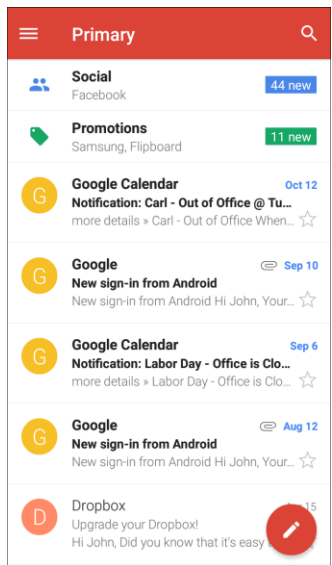 Primary
Social
Facebook
44 new
Promotions
Samsung, Flipboard
11 new
G
Google Calendar
Oct 12
Notification: Carl - Out of Office @ Tu...
more details » Carl - Out of Office When...
G
Google
Sep 10
New sign-in from Android
New sign-in from Android Hi John, Your...
G
Google Calendar
Sep 6
Notification: Labor Day - Office is Clo...
more details » Labor Day - Office is Clo...
G
Google
Aug 12
New sign-in from Android
New sign-in from Android Hi John, Your...
D
Dropbox
15
Upgrade your Dropbox!
Hi John, Did you know that it's easy